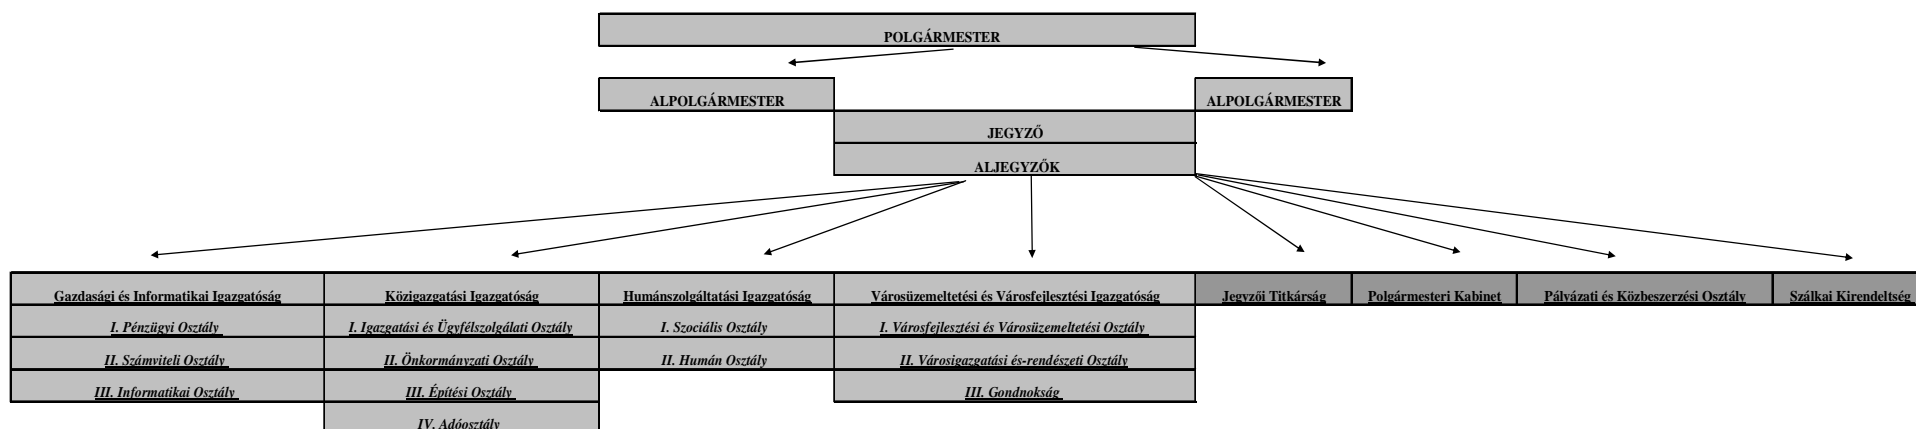 POLGÁRMESTER
ALPOLGÁRMESTER
ALPOLGÁRMESTER
JEGYZŐ
ALJEGYZŐK
Gazdasági és Informatikai Igazgatóság
Közigazgatási Igazgatóság
Humánszolgáltatási Igazgatóság
Városüzemeltetési és Városfejlesztési Igazgatóság
Jegyzői Titkárság
Polgármesteri Kabinet
Pályázati és Közbeszerzési Osztály
Szálkai Kirendeltség
I. Pénzügyi Osztály
I. Igazgatási és Ügyfélszolgálati Osztály
I. Szociális Osztály
I. Városfejlesztési és Városüzemeltetési Osztály
II. Számviteli Osztály
II. Önkormányzati Osztály
II. Humán Osztály
II. Városigazgatási és-rendészeti Osztály
III. Informatikai Osztály
III. Építési Osztály
III. Gondnokság
IV. Adóosztály